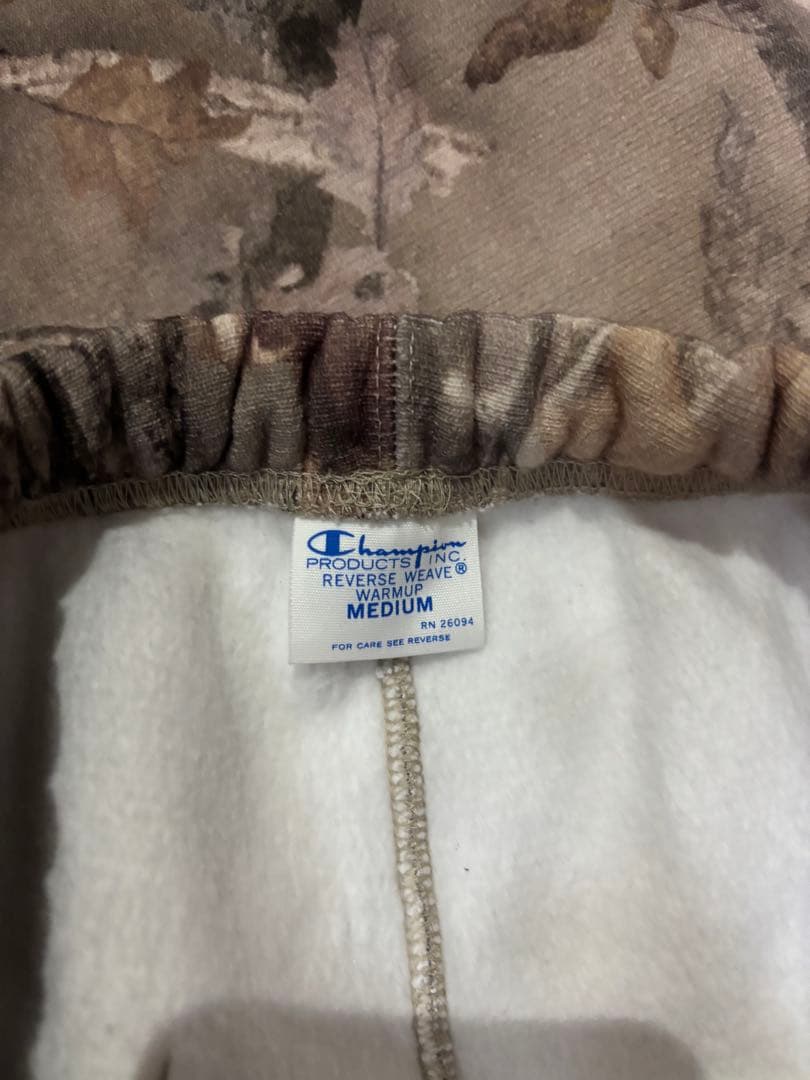 Champion
PRODUCTS INC.
REVERSE WEAVE®
WARMUP
MEDIUM
RN 26094
FOR CARE SEE REVERSE